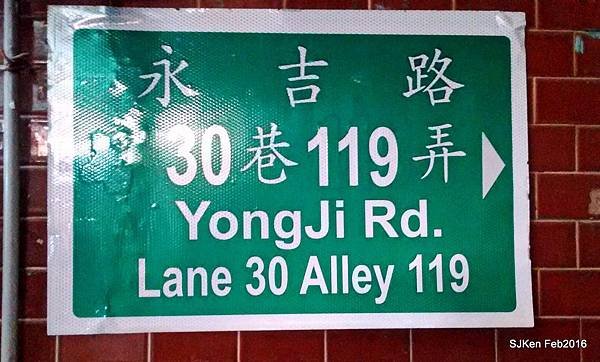 永吉路
30巷119弄
YongJi Rd.
Lane 30 Alley 119
SJKen Feb2016